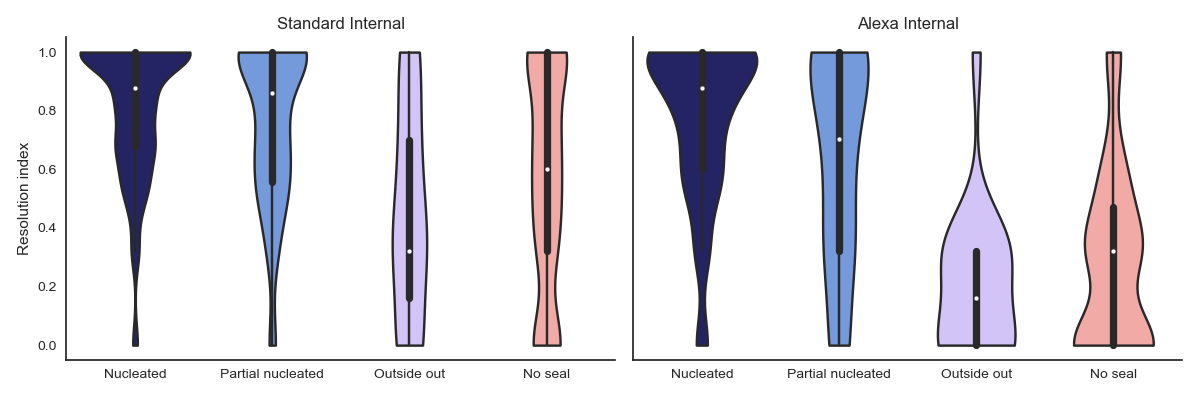 Standard Internal
Alexa Internal
Resolution index
1.0
0.8
0.6
0.4
0.2
0.0
Nucleated
Partial nucleated
Outside out
No seal
Nucleated
Partial nucleated
Outside out
No seal